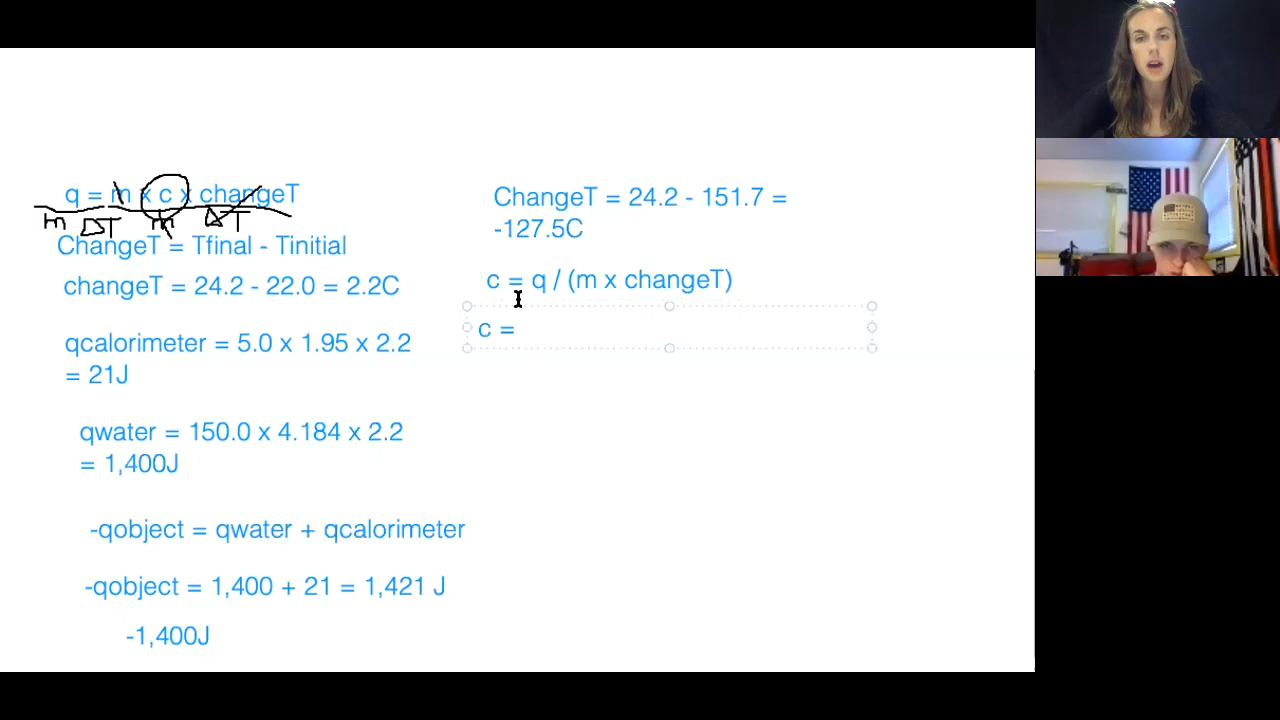 q = m x c x changeT
m ΔT m ΔT
ChangeT = Tfinal - Tinitial
changeT = 24.2 - 22.0 = 2.2C
qcalorimeter = 5.0 x 1.95 x 2.2
= 21J
qwater = 150.0 x 4.184 x 2.2
= 1,400J
-qobject = qwater + qcalorimeter
-qobject = 1,400 + 21 = 1,421 J
-1,400J
ChangeT = 24.2 - 151.7 =
-127.5C
c = q / (m x changeT)
c =